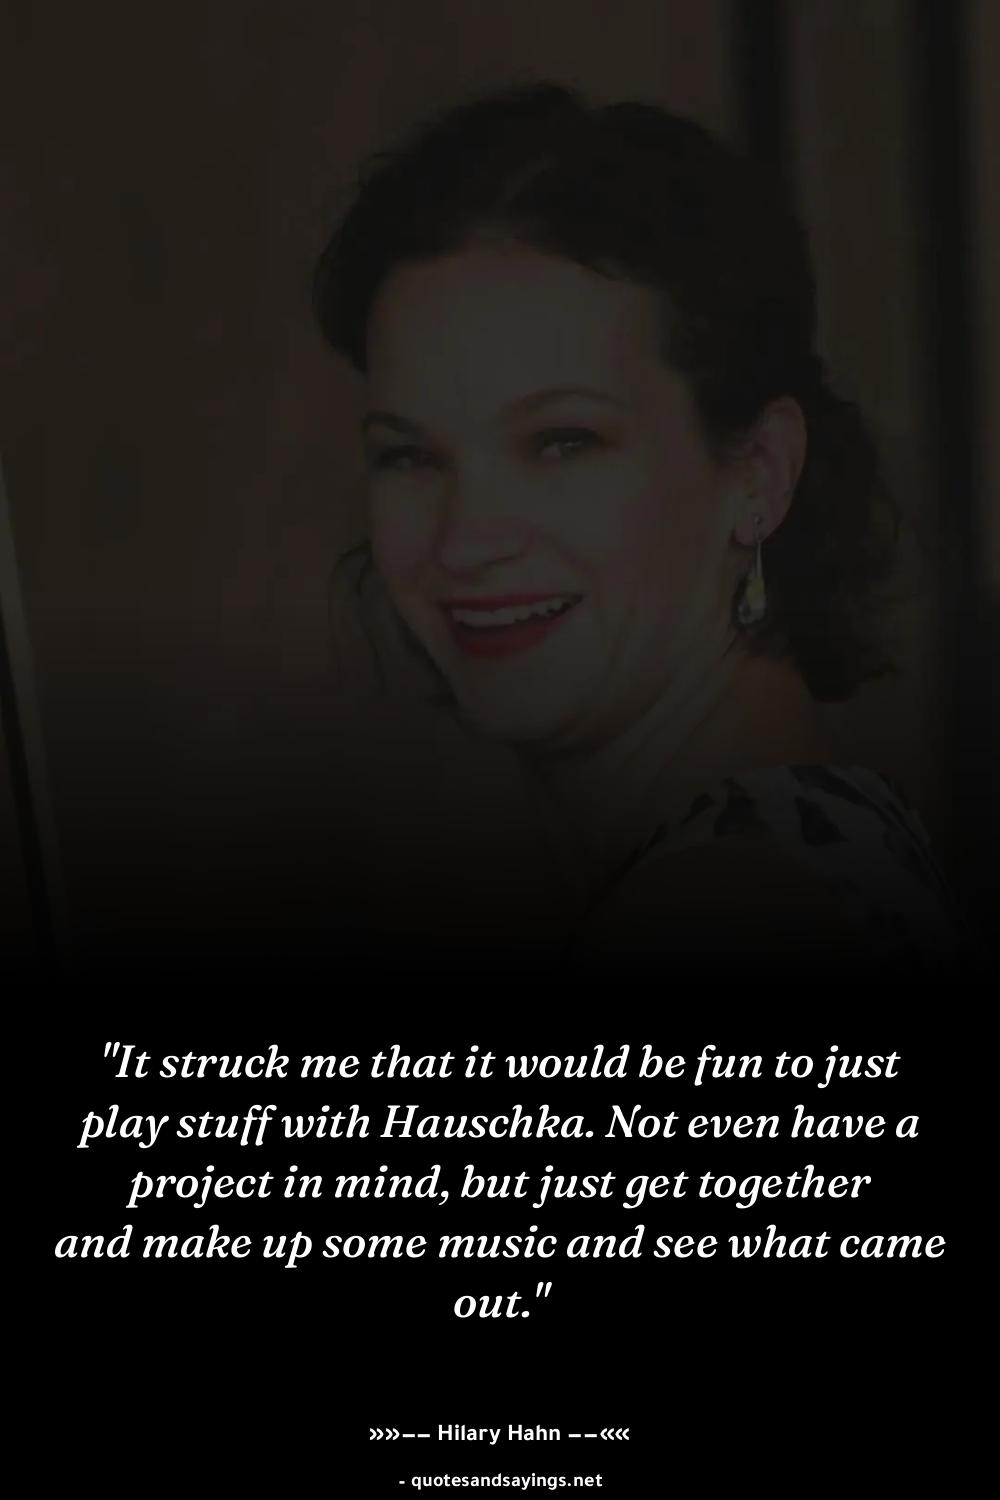 "It struck me that it would be fun to just
play stuff with Hauschka. Not even have a
project in mind, but just get together
and make up some music and see what came
out."
»»–– Hilary Hahn ––««
- quotesandsayings.net